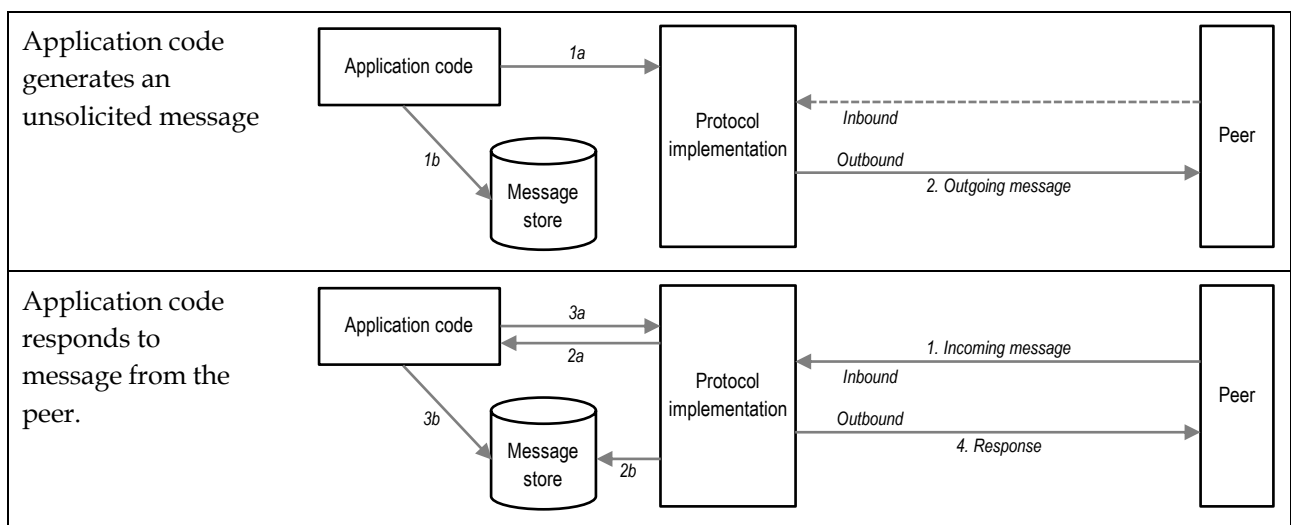 Application code
generates an
unsolicited message
Application code
1a
1b
Message
store
Protocol
implementation
Inbound
Outbound
2. Outgoing message
Peer
Application code
responds to
message from the
peer.
Application code
3a
2a
3b
Message
store
2b
Protocol
implementation
1. Incoming message
Inbound
Outbound
4. Response
Peer